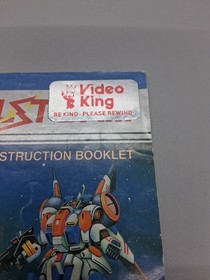 Video
King
BE KIND - PLEASE REWIND
STRUCTION BOOKLET